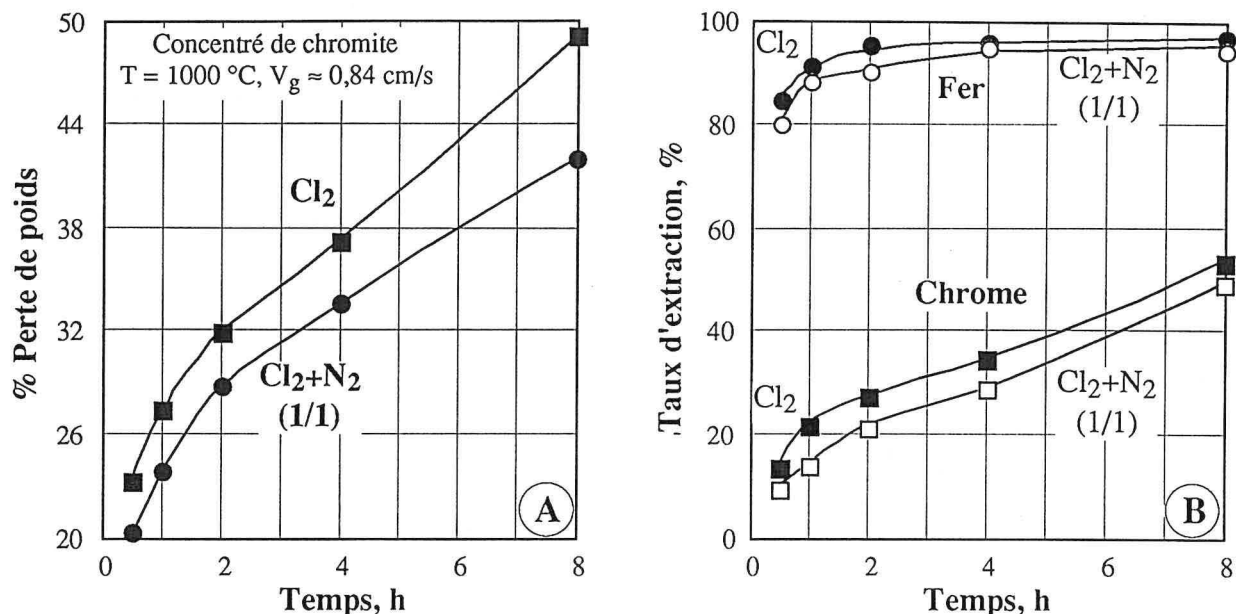 50
44
38
32
26
20
% Perte de poids
Concentré de chromite
T = 1000 °C, Vg ≈ 0,84 cm/s
Cl2
Cl2+N2
(1/1)
A
0
2
4
6
8
Temps, h
100
80
60
40
20
0
Taux d'extraction, %
Cl2
Fer
Cl2+N2
(1/1)
Chrome
Cl2
Cl2+N2
(1/1)
B
0
2
4
6
8
Temps, h